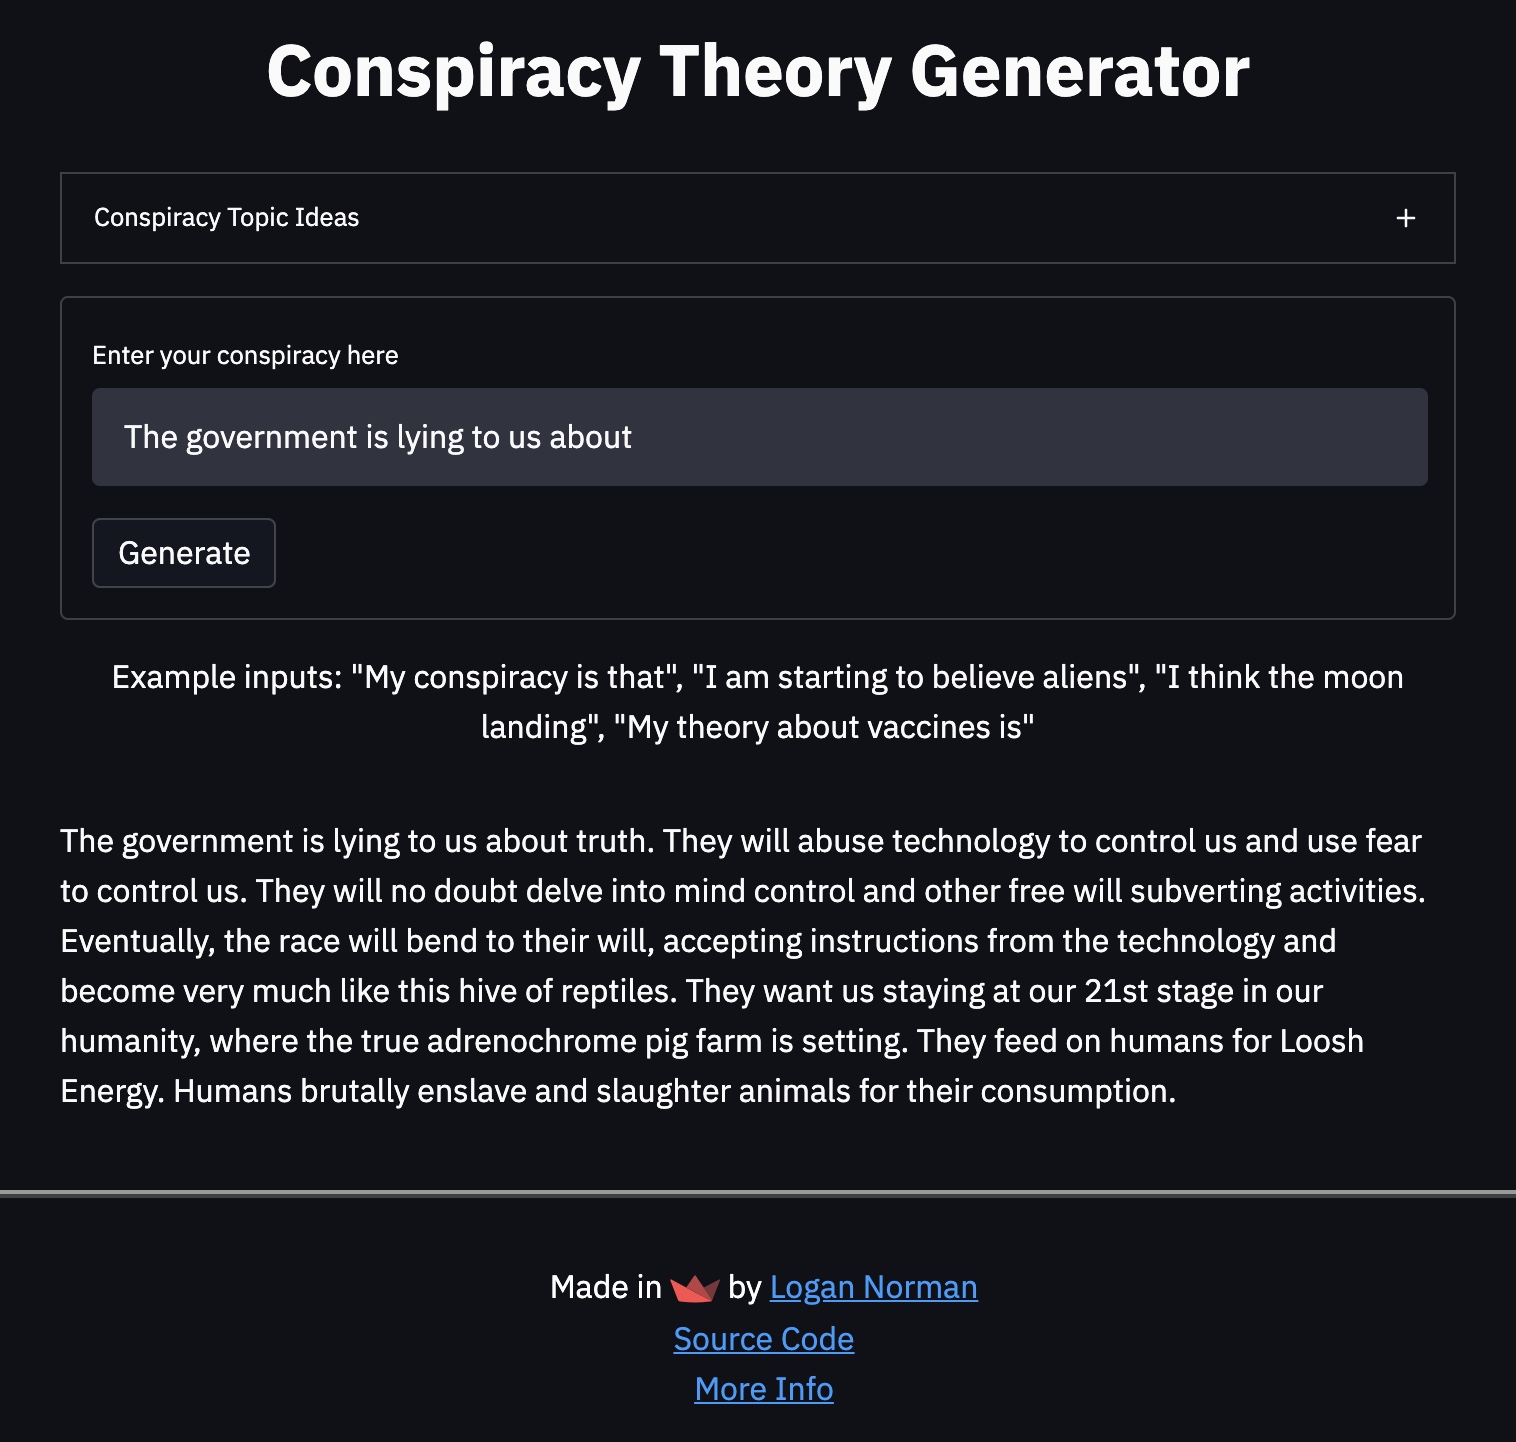 Conspiracy Theory Generator
Conspiracy Topic Ideas
Enter your conspiracy here
The government is lying to us about
Generate
Example inputs: "My conspiracy is that", "I am starting to believe aliens", "I think the moon
landing", "My theory about vaccines is"
The government is lying to us about truth. They will abuse technology to control us and use fear
to control us. They will no doubt delve into mind control and other free will subverting activities.
Eventually, the race will bend to their will, accepting instructions from the technology and
become very much like this hive of reptiles. They want us staying at our 21st stage in our
humanity, where the true adrenochrome pig farm is setting. They feed on humans for Loosh
Energy. Humans brutally enslave and slaughter animals for their consumption.
Made in by Logan Norman
Source Code
More Info